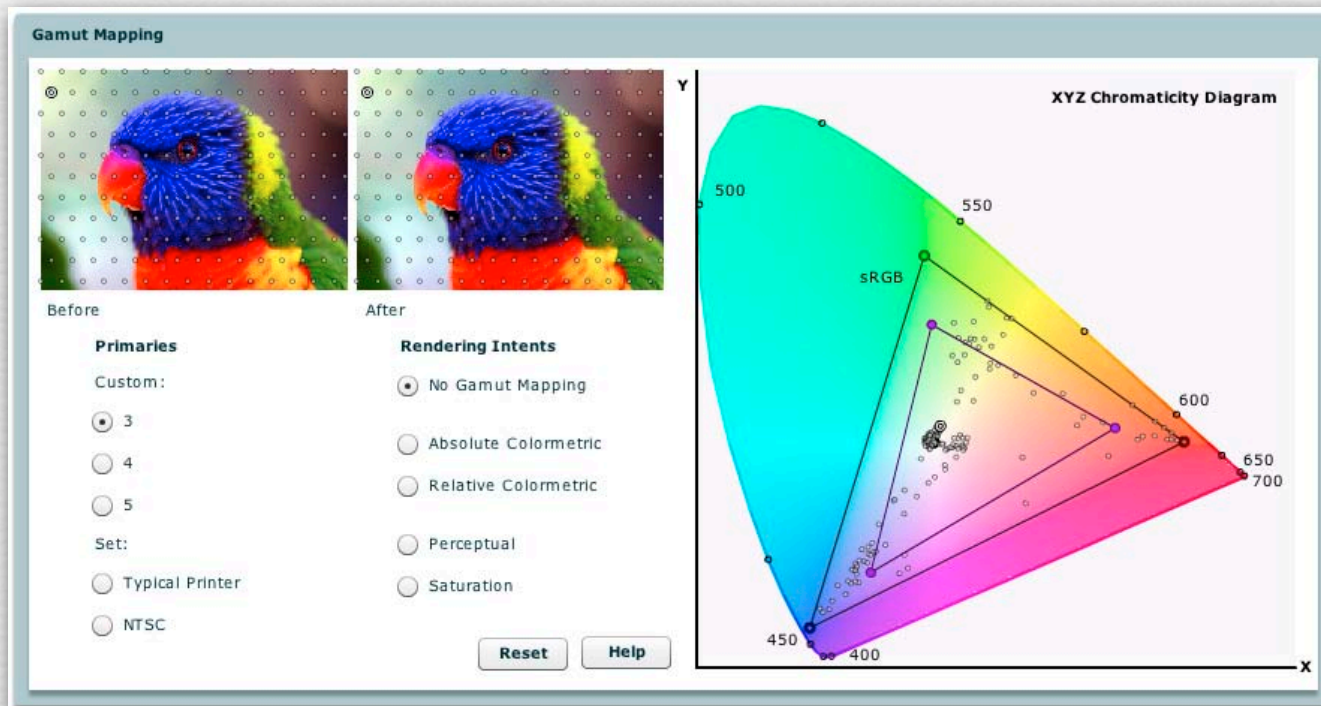 Gamut Mapping
Before
After
Primaries
Custom:
3
4
5
Set:
Typical Printer
NTSC
Rendering Intents
No Gamut Mapping
Absolute Colormetric
Relative Colormetric
Perceptual
Saturation
Reset
Help
Y
XYZ Chromaticity Diagram
500
550
sRGB
600
650
700
450
400
X